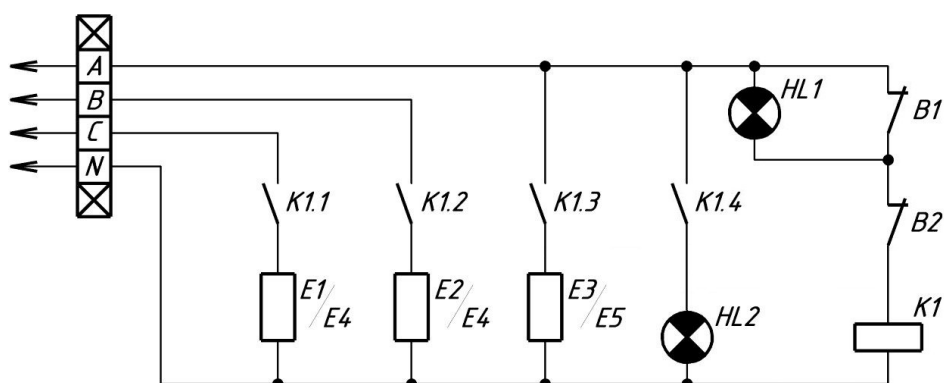 A
HL1
B
B1
C
N
K1.1
K1.2
K1.3
K1.4
B2
E1/E4
E2/E4
E3/E5
HL2
K1